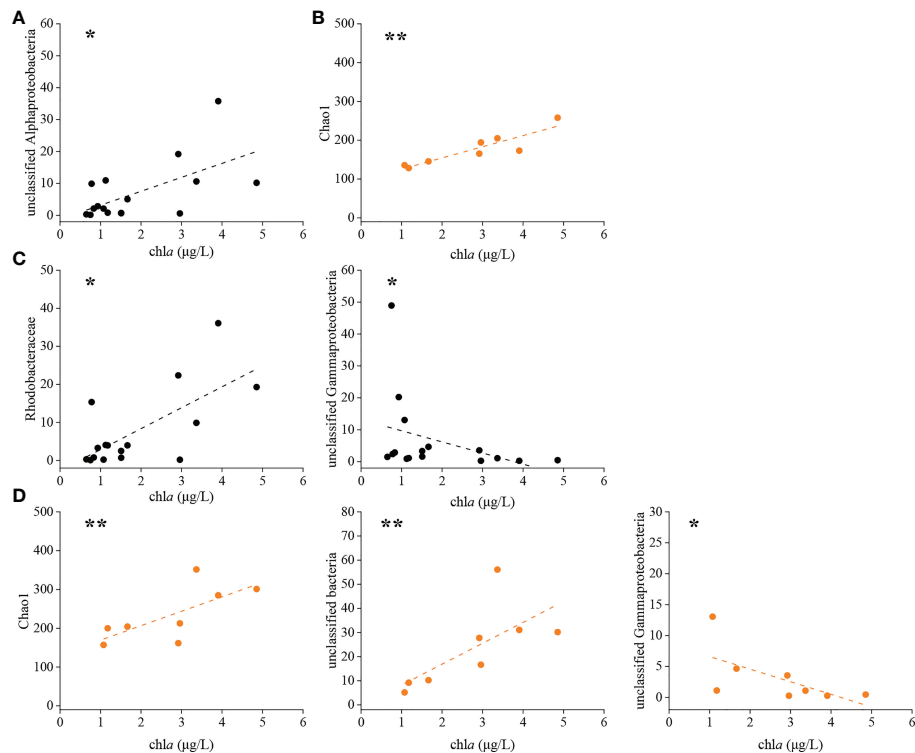 A
*
unclassified Alphaproteobacteria
60
50
40
30
20
10
0
0 1 2 3 4 5 6
chla (µg/L)
B
**
Chao1
500
400
300
200
100
0
0 1 2 3 4 5 6
chla (µg/L)
C
*
Rhodobacteraceae
50
40
30
20
10
0
0 1 2 3 4 5 6
chla (µg/L)
*
unclassified Gammaproteobacteria
60
50
40
30
20
10
0
0 1 2 3 4 5 6
chla (µg/L)
D
**
Chao1
500
400
300
200
100
0
0 1 2 3 4 5 6
chla (µg/L)
**
unclassified bacteria
80
70
60
50
40
30
20
10
0
0 1 2 3 4 5 6
chla (µg/L)
*
unclassified Gammaproteobacteria
30
25
20
15
10
5
0
0 1 2 3 4 5 6
chla (µg/L)